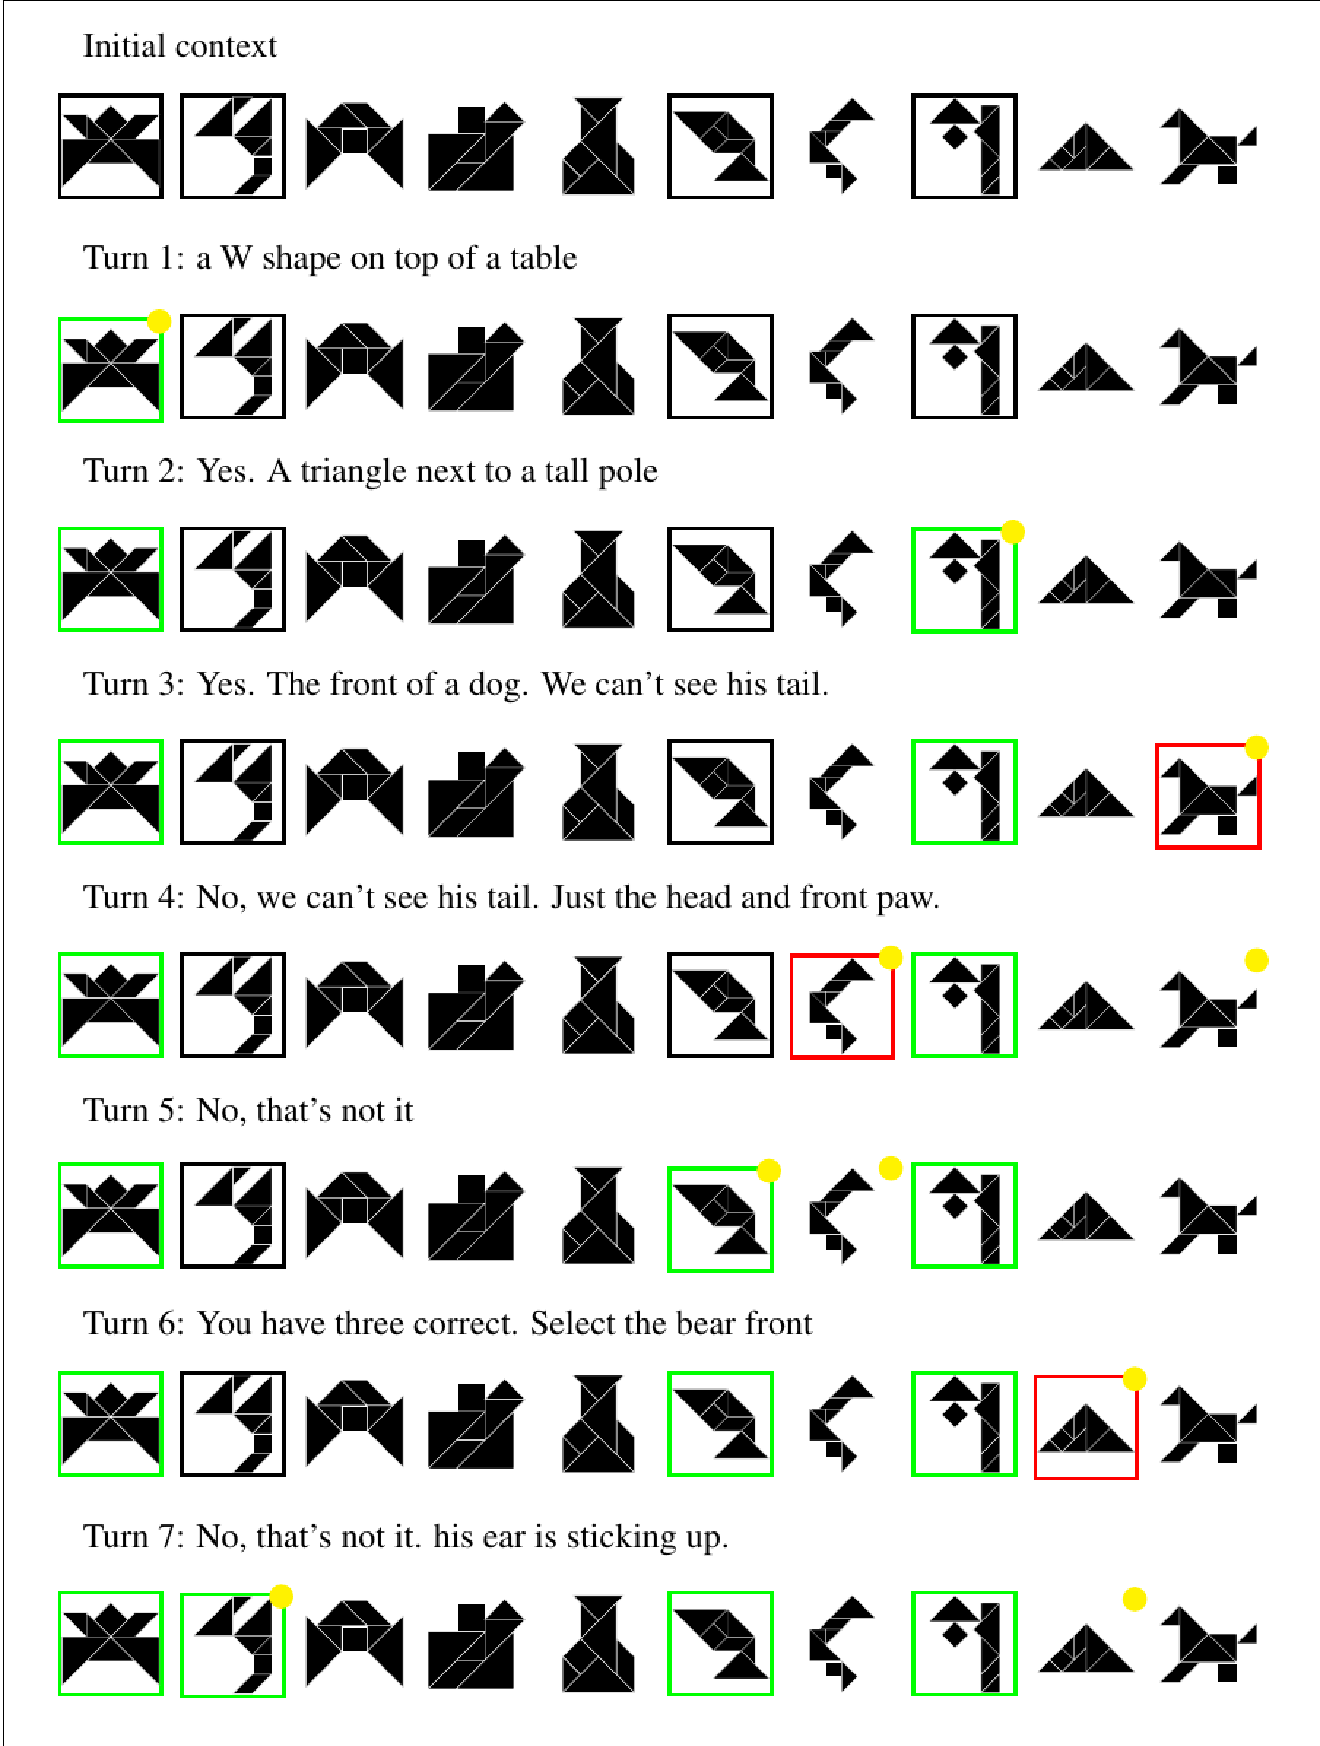 Initial context
Turn 1: a W shape on top of a table
Turn 2: Yes. A triangle next to a tall pole
Turn 3: Yes. The front of a dog. We can't see his tail.
Turn 4: No, we can't see his tail. Just the head and front paw.
Turn 5: No, that's not it
Turn 6: You have three correct. Select the bear front
Turn 7: No, that's not it. his ear is sticking up.